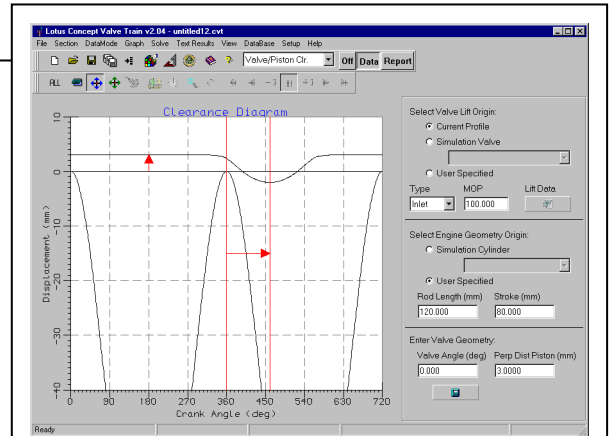 Lotus Concept Valve Train v2.04 - untitled12.cvt
File Section DataMode Graph Solve Test Results View DataBase Setup Help
Valve/Piston Clr. Off Data Report
ALL
Clearance Diagram
Displacement (mm)
10
0
-10
-20
-30
-40
0 90 180 270 360 450 540 630 720
Crank Angle (deg)
Select Valve Lift Origin:
Current Profile
Simulation Valve
User Specified
Type MOP Lift Data
Inlet 100.000
Select Engine Geometry Origin:
Simulation Cylinder
User Specified
Rod Length (mm) Stroke (mm)
120.000 80.000
Enter Valve Geometry:
Valve Angle (deg) Perp Dist Piston (mm)
0.000 3.0000
Ready